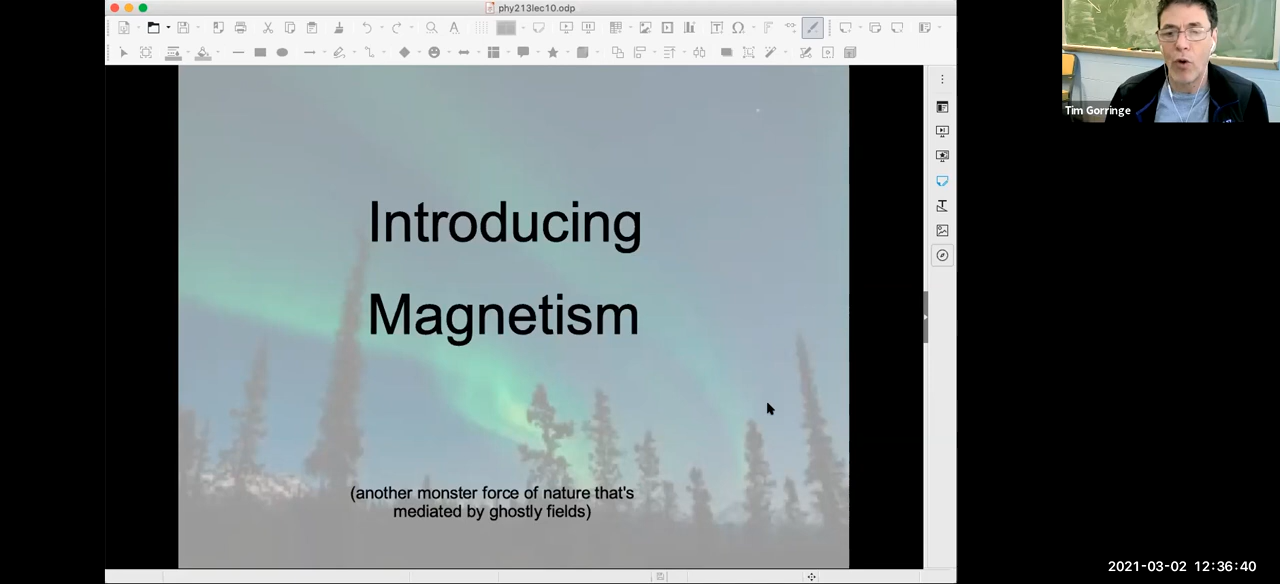 phy213lec10.odp
Introducing
Magnetism
(another monster force of nature that's
mediated by ghostly fields)
Tim Gorringe
2021-03-02 12:36:40